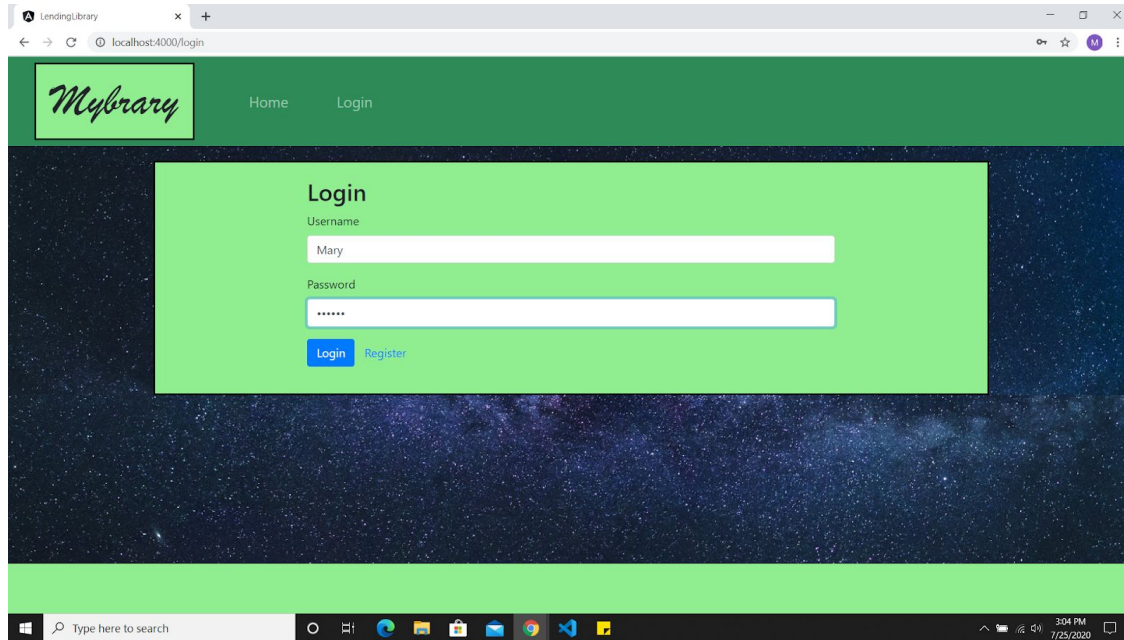 LendingLibrary
localhost:4000/login
M
Mybrary
Home
Login
Login
Username
Mary
Password
••••••
Login
Register
Type here to search
3:04 PM
7/25/2020